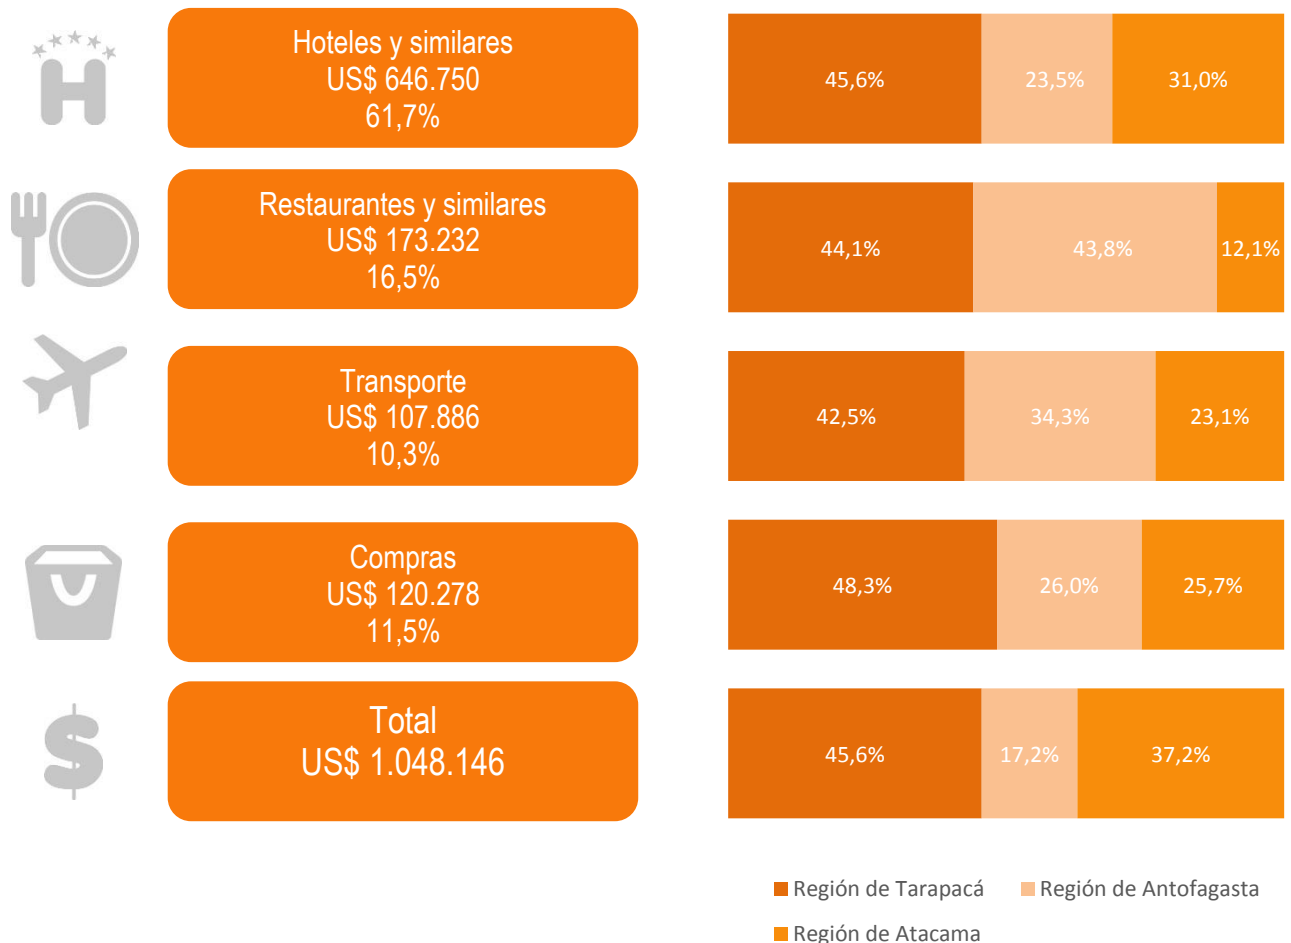 Hoteles y similares
US$ 646.750
61,7%
45,6% 23,5% 31,0%
Restaurantes y similares
US$ 173.232
16,5%
44,1% 43,8% 12,1%
Transporte
US$ 107.886
10,3%
42,5% 34,3% 23,1%
Compras
US$ 120.278
11,5%
48,3% 26,0% 25,7%
Total
US$ 1.048.146
45,6% 17,2% 37,2%
Región de Tarapacá Región de Antofagasta
Región de Atacama